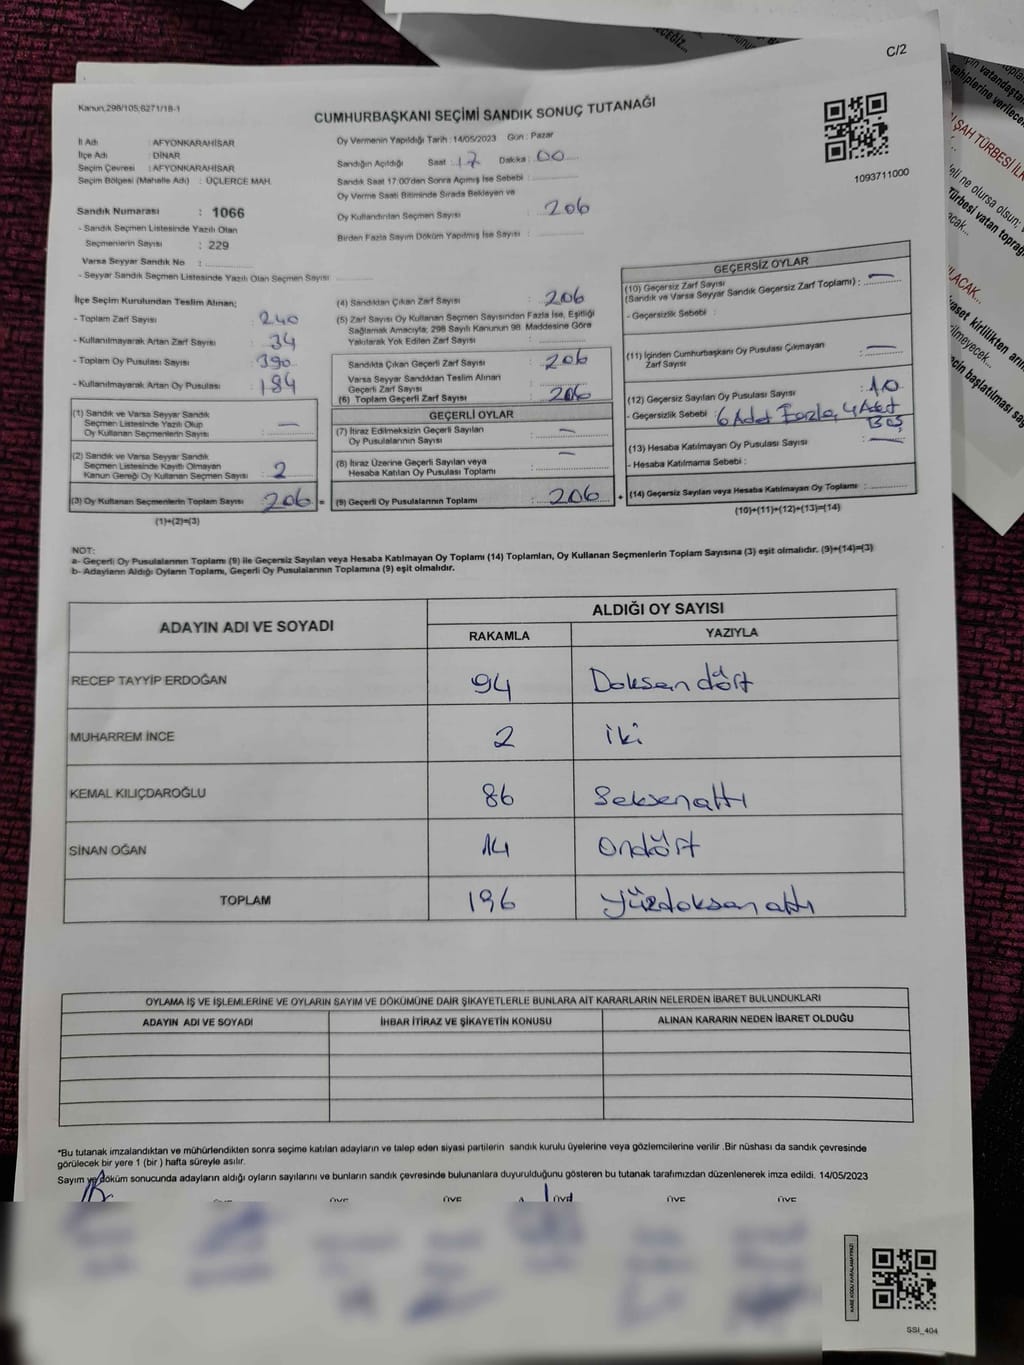 C/2
Kanun,298/105;6271/18-1
CUMHURBAŞKANI SEÇİMİ SANDIK SONUÇ TUTANAĞI
İl Adı : AFYONKARAHİSAR
İlçe Adı : DİNAR
Seçim Çevresi : AFYONKARAHİSAR
Seçim Bölgesi (Mahalle Adı) : ÜÇLERCE MAH.
Oy Vermenin Yapıldığı Tarih : 14/05/2023 Gün : Pazar
Sandığın Açıldığı Saat : 17 Dakika : 00
Sandık Saat 17:00'den Sonra Açılmış İse Sebebi :
Oy Verme Saati Bitiminde Sırada Bekleyen ve
Oy Kullandırılan Seçmen Sayısı : 206
Birden Fazla Sayım Döküm Yapılmış İse Sayısı :
1093711000
Sandık Numarası : 1066
- Sandık Seçmen Listesinde Yazılı Olan
Seçmenlerin Sayısı : 229
Varsa Seyyar Sandık No :
- Seyyar Sandık Seçmen Listesinde Yazılı Olan Seçmen Sayısı
İlçe Seçim Kurulundan Teslim Alınan;
- Toplam Zarf Sayısı : 240
- Kullanılmayarak Artan Zarf Sayısı : 34
- Toplam Oy Pusulası Sayısı : 390
- Kullanılmayarak Artan Oy Pusulası : 184
(1) Sandık ve Varsa Seyyar Sandık
Seçmen Listesinde Yazılı Olup
Oy Kullanan Seçmenlerin Sayısı : —
(2) Sandık ve Varsa Seyyar Sandık
Seçmen Listesinde Kayıtlı Olmayan
Kanun Gereği Oy Kullanan Seçmen Sayısı : 2
(3) Oy Kullanan Seçmenlerin Toplam Sayısı : 206 =
(1)+(2)=(3)
(4) Sandıktan Çıkan Zarf Sayısı : 206
(5) Zarf Sayısı Oy Kullanan Seçmen Sayısından Fazla İse, Eşitliği
Sağlamak Amacıyla; 298 Sayılı Kanunun 98. Maddesine Göre
Yakılarak Yok Edilen Zarf Sayısı :
Sandıkta Çıkan Geçerli Zarf Sayısı : 206
Varsa Seyyar Sandıktan Teslim Alınan
Geçerli Zarf Sayısı :
(6) Toplam Geçerli Zarf Sayısı : 206
GEÇERLİ OYLAR
(7) İtiraz Edilmeksizin Geçerli Sayılan
Oy Pusulalarının Sayısı : —
(8) İtiraz Üzerine Geçerli Sayılan veya
Hesaba Katılan Oy Pusulası Toplamı : —
(9) Geçerli Oy Pusulalarının Toplamı : 206 +
GEÇERSİZ OYLAR
(10) Geçersiz Zarf Sayısı
(Sandık ve Varsa Seyyar Sandık Geçersiz Zarf Toplamı) : —
- Geçersizlik Sebebi :
(11) İçinden Cumhurbaşkanı Oy Pusulası Çıkmayan
Zarf Sayısı : —
(12) Geçersiz Sayılan Oy Pusulası Sayısı : 10
- Geçersizlik Sebebi : 6 Adet Fazla, 4 Adet
Boş
(13) Hesaba Katılmayan Oy Pusulası Sayısı : —
- Hesaba Katılmama Sebebi :
(14) Geçersiz Sayılan veya Hesaba Katılmayan Oy Toplamı :
(10)+(11)+(12)+(13)=(14)
NOT:
a- Geçerli Oy Pusulalarının Toplamı (9) ile Geçersiz Sayılan veya Hesaba Katılmayan Oy Toplamı (14) Toplamları, Oy Kullanan Seçmenlerin Toplam Sayısına (3) eşit olmalıdır. (9)+(14)=(3)
b- Adayların Aldığı Oyların Toplamı, Geçerli Oy Pusulalarının Toplamına (9) eşit olmalıdır.
ADAYIN ADI VE SOYADI ALDIĞI OY SAYISI
RAKAMLA YAZIYLA
RECEP TAYYİP ERDOĞAN 94 Doksan dört
MUHARREM İNCE 2 iki
KEMAL KILIÇDAROĞLU 86 Seksenaltı
SİNAN OĞAN 14 Ondört
TOPLAM 196 Yüzdoksan altı
OYLAMA İŞ VE İŞLEMLERİNE VE OYLARIN SAYIM VE DÖKÜMÜNE DAİR ŞİKAYETLERLE BUNLARA AİT KARARLARIN NELERDEN İBARET BULUNDUKLARI
ADAYIN ADI VE SOYADI İHBAR İTİRAZ VE ŞİKAYETİN KONUSU ALINAN KARARIN NEDEN İBARET OLDUĞU
*Bu tutanak imzalandıktan ve mühürlendikten sonra seçime katılan adayların ve talep eden siyasi partilerin sandık kurulu üyelerine veya gözlemcilerine verilir .Bir nüshası da sandık çevresinde
görülecek bir yere 1 (bir ) hafta süreyle asılır.
Sayım ve döküm sonucunda adayların aldığı oyların sayılarını ve bunların sandık çevresinde bulunanlara duyurulduğunu gösteren bu tutanak tarafımızdan düzenlenerek imza edildi. 14/05/2023
SSI_404